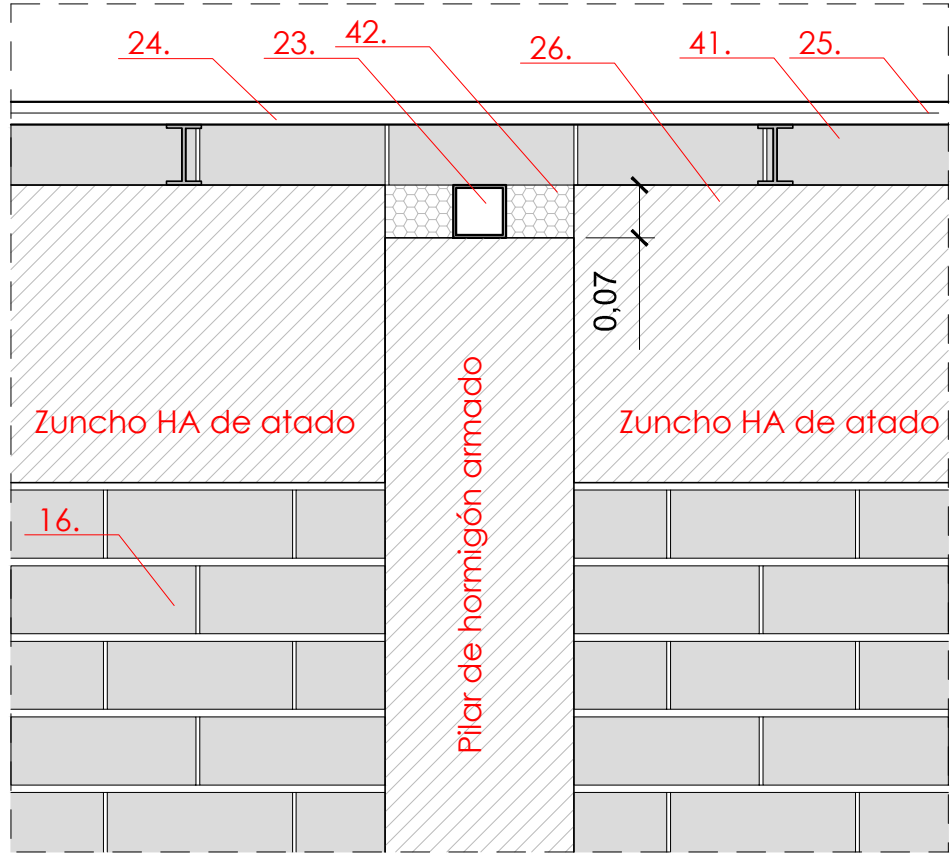 24.
23.
42.
26.
41.
25.
0,07
Zuncho HA de atado
Pilar de hormigón armado
Zuncho HA de atado
16.